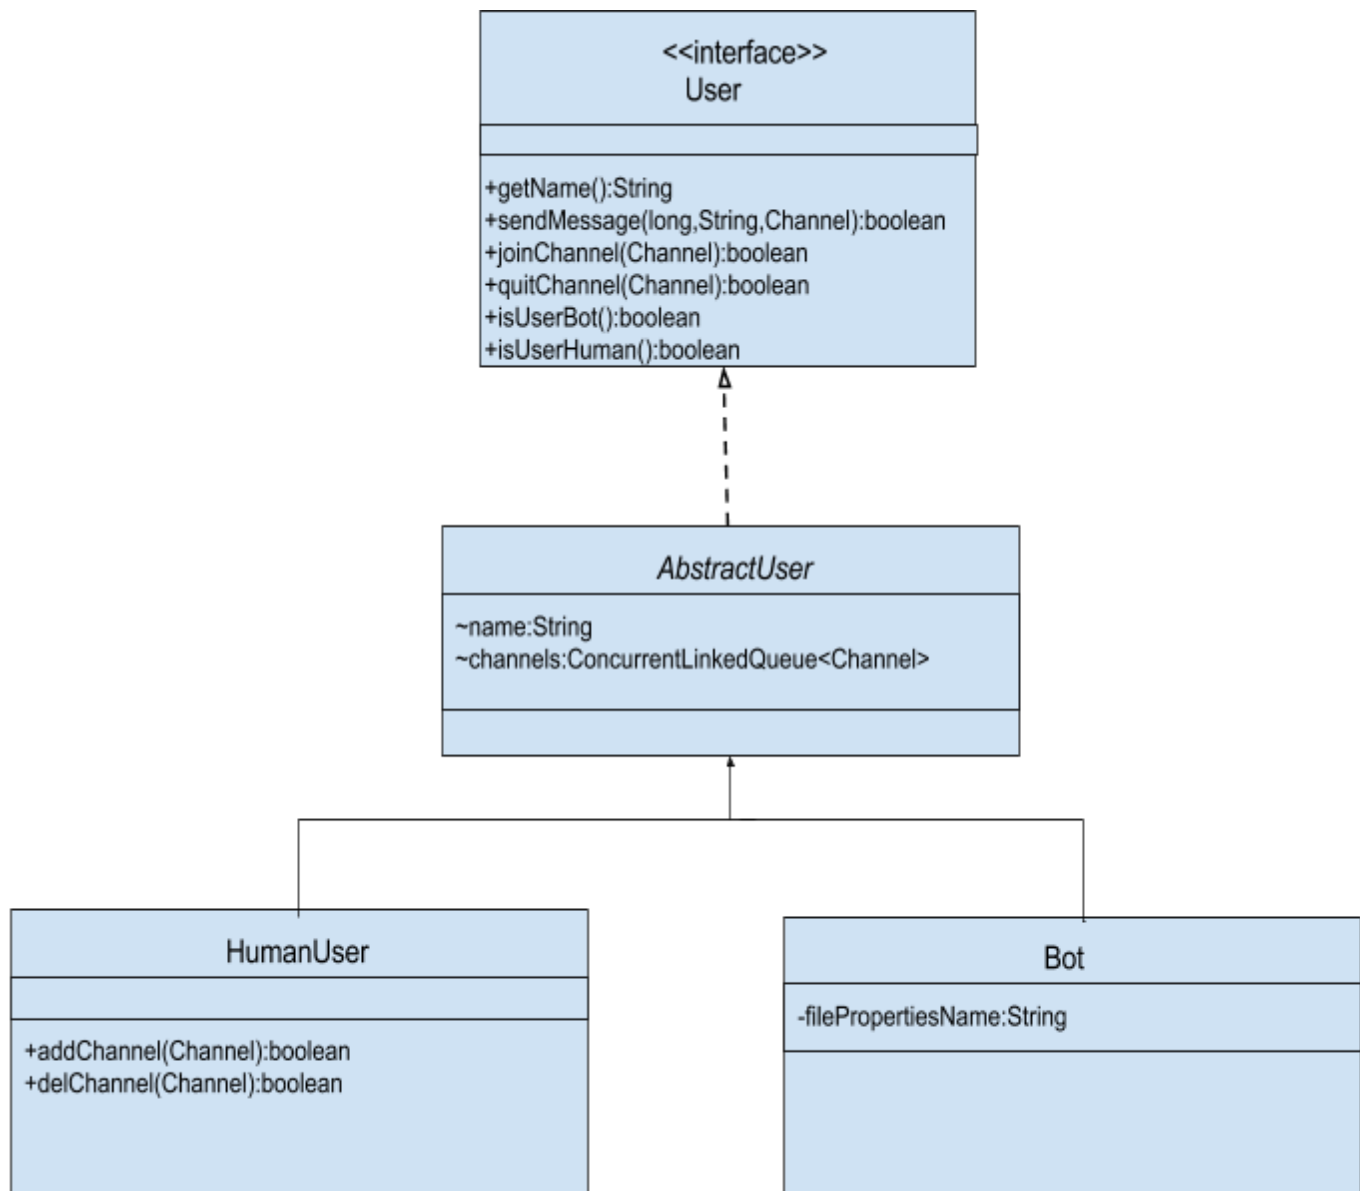 <<interface>>
User
+getName():String
+sendMessage(long,String,Channel):boolean
+joinChannel(Channel):boolean
+quitChannel(Channel):boolean
+isUserBot():boolean
+isUserHuman():boolean
AbstractUser
~name:String
~channels:ConcurrentLinkedQueue<Channel>
HumanUser
+addChannel(Channel):boolean
+delChannel(Channel):boolean
Bot
-filePropertiesName:String